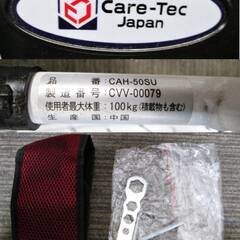 Care-Tec
Japan
品番：CAH-50SU
製造番号：CVV-00079
使用者最大体重：100kg(積載物も含む)
生産国：中国